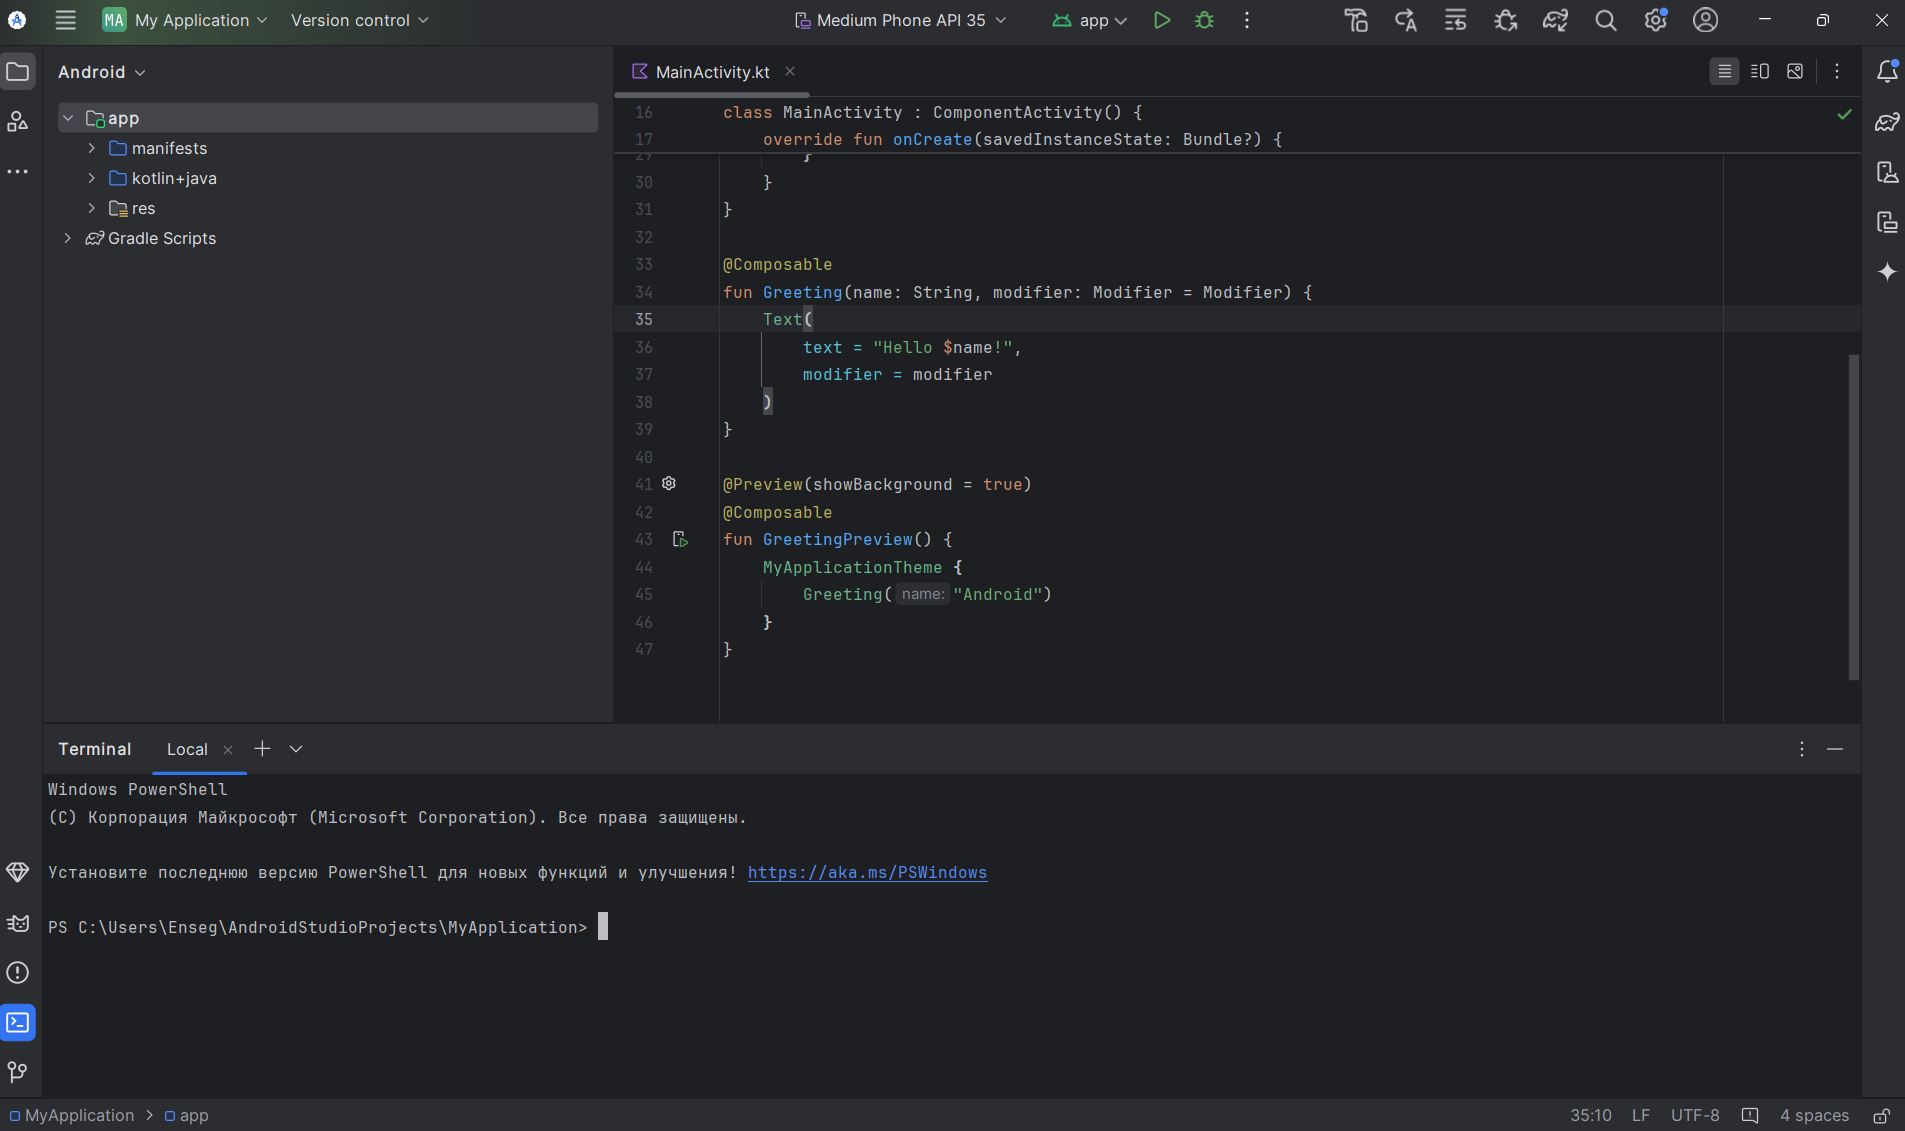 MA My Application Version control Medium Phone API 35 app
Android
MainActivity.kt
app
manifests
kotlin+java
res
Gradle Scripts
16 class MainActivity : ComponentActivity() {
17 override fun onCreate(savedInstanceState: Bundle?) {
29 }
30 }
31 }
32
33 @Composable
34 fun Greeting(name: String, modifier: Modifier = Modifier) {
35 Text(
36 text = "Hello $name!",
37 modifier = modifier
38 )
39 }
40
41 @Preview(showBackground = true)
42 @Composable
43 fun GreetingPreview() {
44 MyApplicationTheme {
45 Greeting( name: "Android")
46 }
47 }
Terminal Local
Windows PowerShell
(C) Корпорация Майкрософт (Microsoft Corporation). Все права защищены.
Установите последнюю версию PowerShell для новых функций и улучшения! https://aka.ms/PSWindows
PS C:\Users\Enseg\AndroidStudioProjects\MyApplication>
MyApplication > app 35:10 LF UTF-8 4 spaces